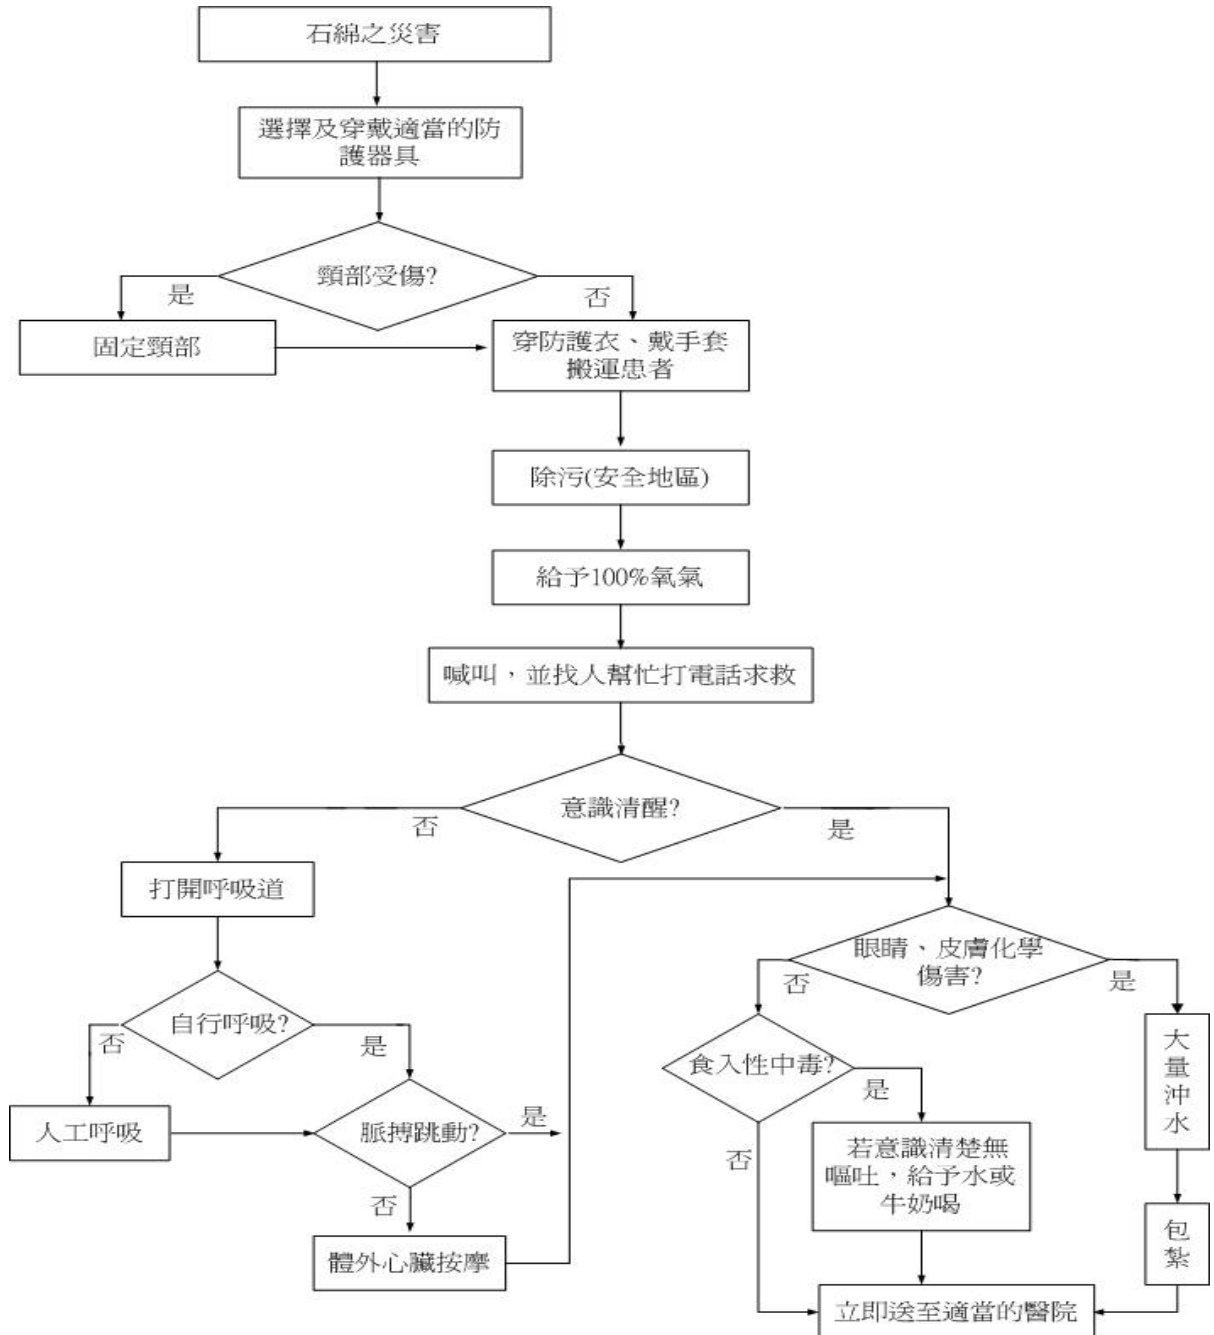 石綿之災害
選擇及穿戴適當的防
護器具
頸部受傷?
是
否
固定頸部
穿防護衣、戴手套
搬運患者
除污(安全地區)
給予100%氧氣
喊叫，並找人幫忙打電話求救
意識清醒?
否
是
打開呼吸道
眼睛、皮膚化學
傷害?
否
是
自行呼吸?
否
是
食入性中毒?
是
否
大
量
沖
水
人工呼吸
脈搏跳動?
是
否
若意識清楚無
嘔吐，給予水或
牛奶喝
包
紮
體外心臟按摩
立即送至適當的醫院